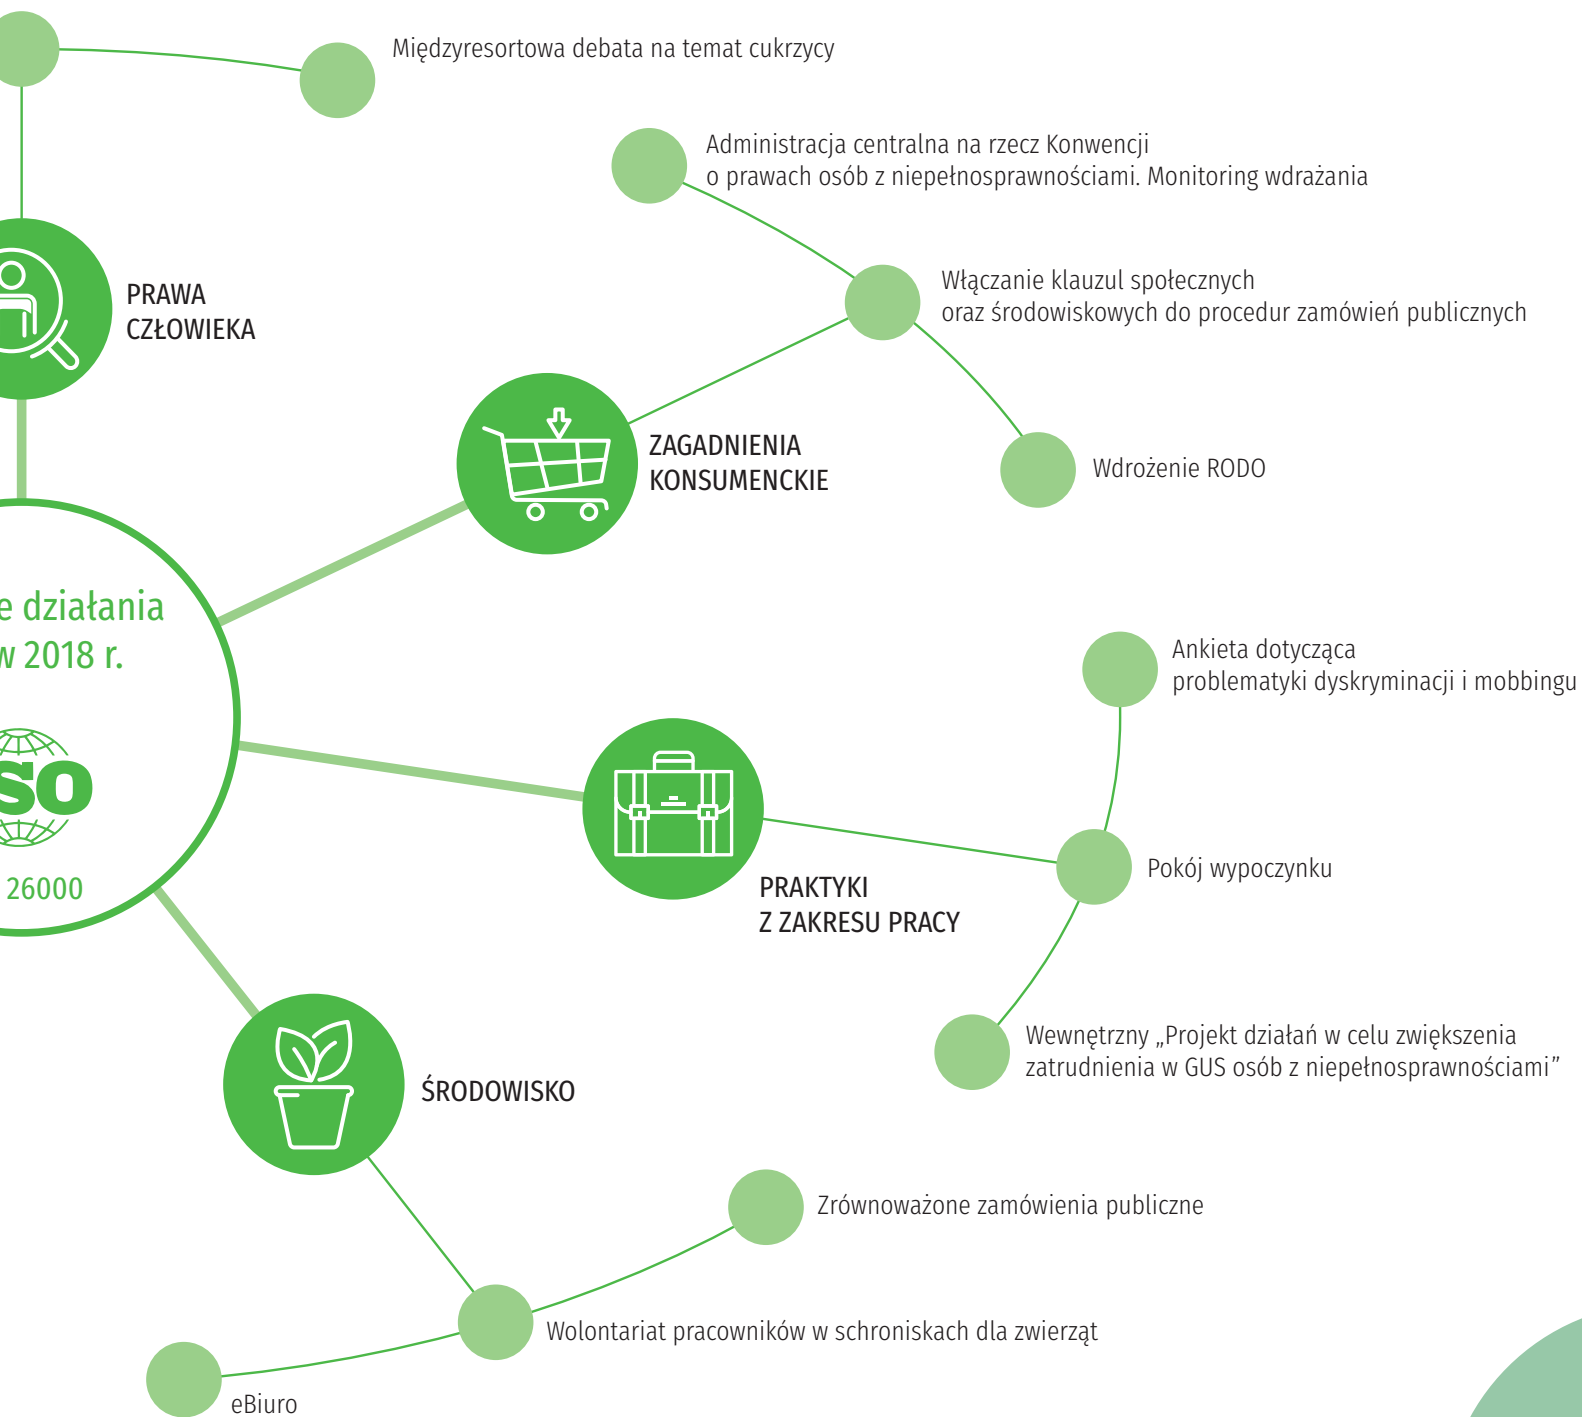 Międzyresortowa debata na temat cukrzycy
Administracja centralna na rzecz Konwencji
o prawach osób z niepełnosprawnościami. Monitoring wdrażania
PRAWA
CZŁOWIEKA
Włączanie klauzul społecznych
oraz środowiskowych do procedur zamówień publicznych
ZAGADNIENIA
KONSUMENCKIE
Wdrożenie RODO
e działania
w 2018 r.
SO
26000
Ankieta dotycząca
problematyki dyskryminacji i mobbingu
Pokój wypoczynku
PRAKTYKI
Z ZAKRESU PRACY
Wewnętrzny „Projekt działań w celu zwiększenia
zatrudnienia w GUS osób z niepełnosprawnościami”
ŚRODOWISKO
Zrównoważone zamówienia publiczne
Wolontariat pracowników w schroniskach dla zwierząt
eBiuro